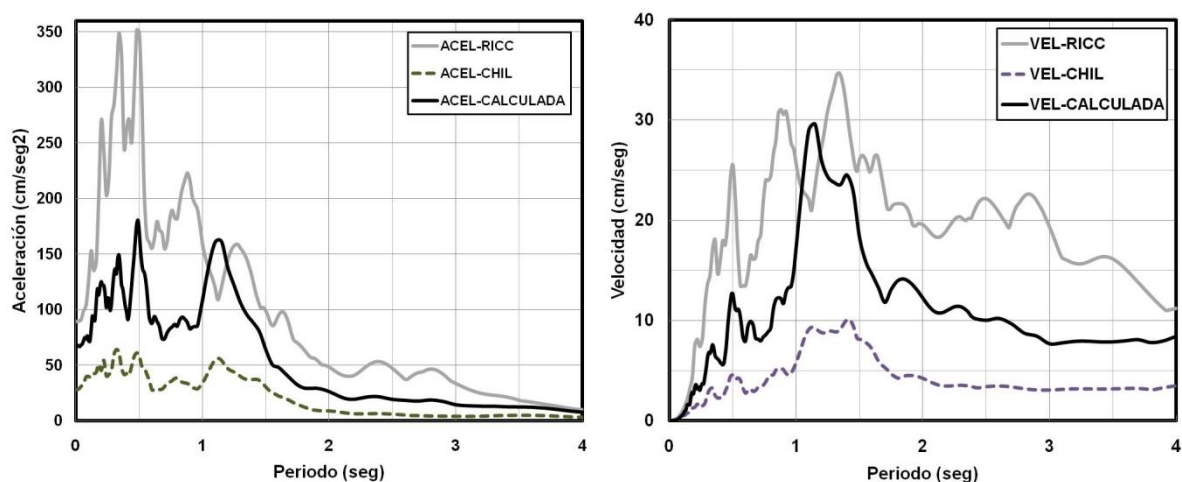 Aceleración (cm/seg2)
350
300
250
200
150
100
50
0
ACEL-RICC
ACEL-CHIL
ACEL-CALCULADA
0 1 2 3 4
Periodo (seg)
Velocidad (cm/seg)
40
30
20
10
0
VEL-RICC
VEL-CHIL
VEL-CALCULADA
0 1 2 3 4
Periodo (seg)